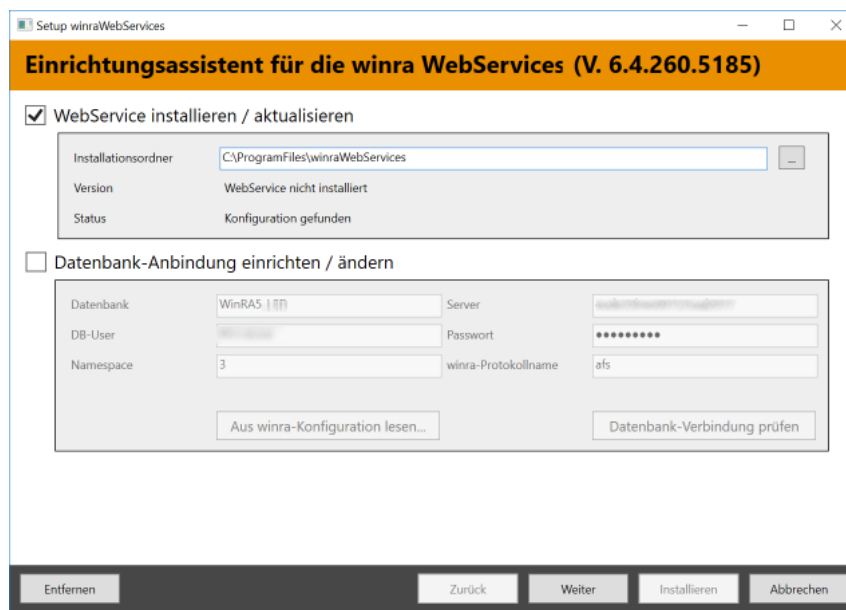 Setup winraWebServices
Einrichtungsassistent für die winra WebServices (V. 6.4.260.5185)
WebService installieren / aktualisieren
Installationsordner C:\ProgramFiles\winraWebServices ...
Version WebService nicht installiert
Status Konfiguration gefunden
Datenbank-Anbindung einrichten / ändern
Datenbank WinRA5 Server
DB-User Passwort •••••••••
Namespace 3 winra-Protokollname afs
Aus winra-Konfiguration lesen... Datenbank-Verbindung prüfen
Entfernen Zurück Weiter Installieren Abbrechen